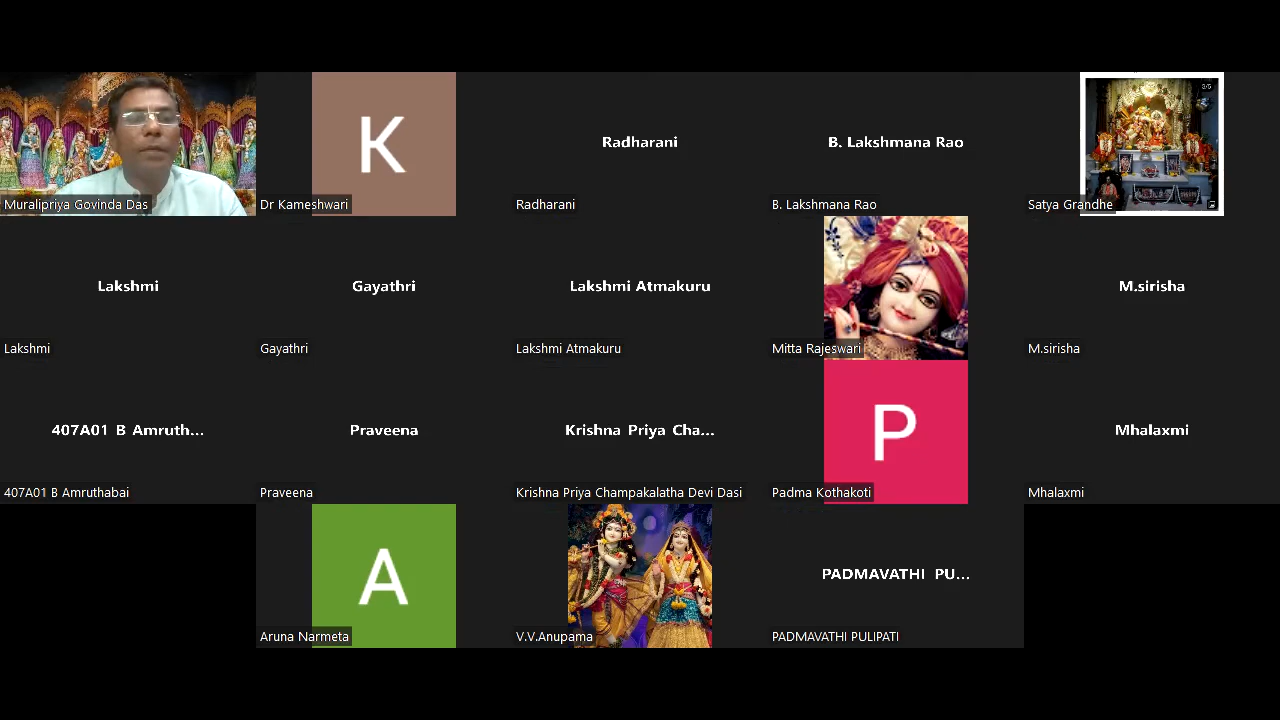 Muralipriya Govinda Das
K
Dr Kameshwari
Radharani
Radharani
B. Lakshmana Rao
B. Lakshmana Rao
Satya Grandhe
Lakshmi
Lakshmi
Gayathri
Gayathri
Lakshmi Atmakuru
Lakshmi Atmakuru
Mitta Rajeswari
M.sirisha
M.sirisha
407A01 B Amruth...
407A01 B Amruthabai
Praveena
Praveena
Krishna Priya Cha...
Krishna Priya Champakalatha Devi Dasi
P
Padma Kothakoti
Mhalaxmi
Mhalaxmi
A
Aruna Narmeta
V.V.Anupama
PADMAVATHI PU...
PADMAVATHI PULIPATI